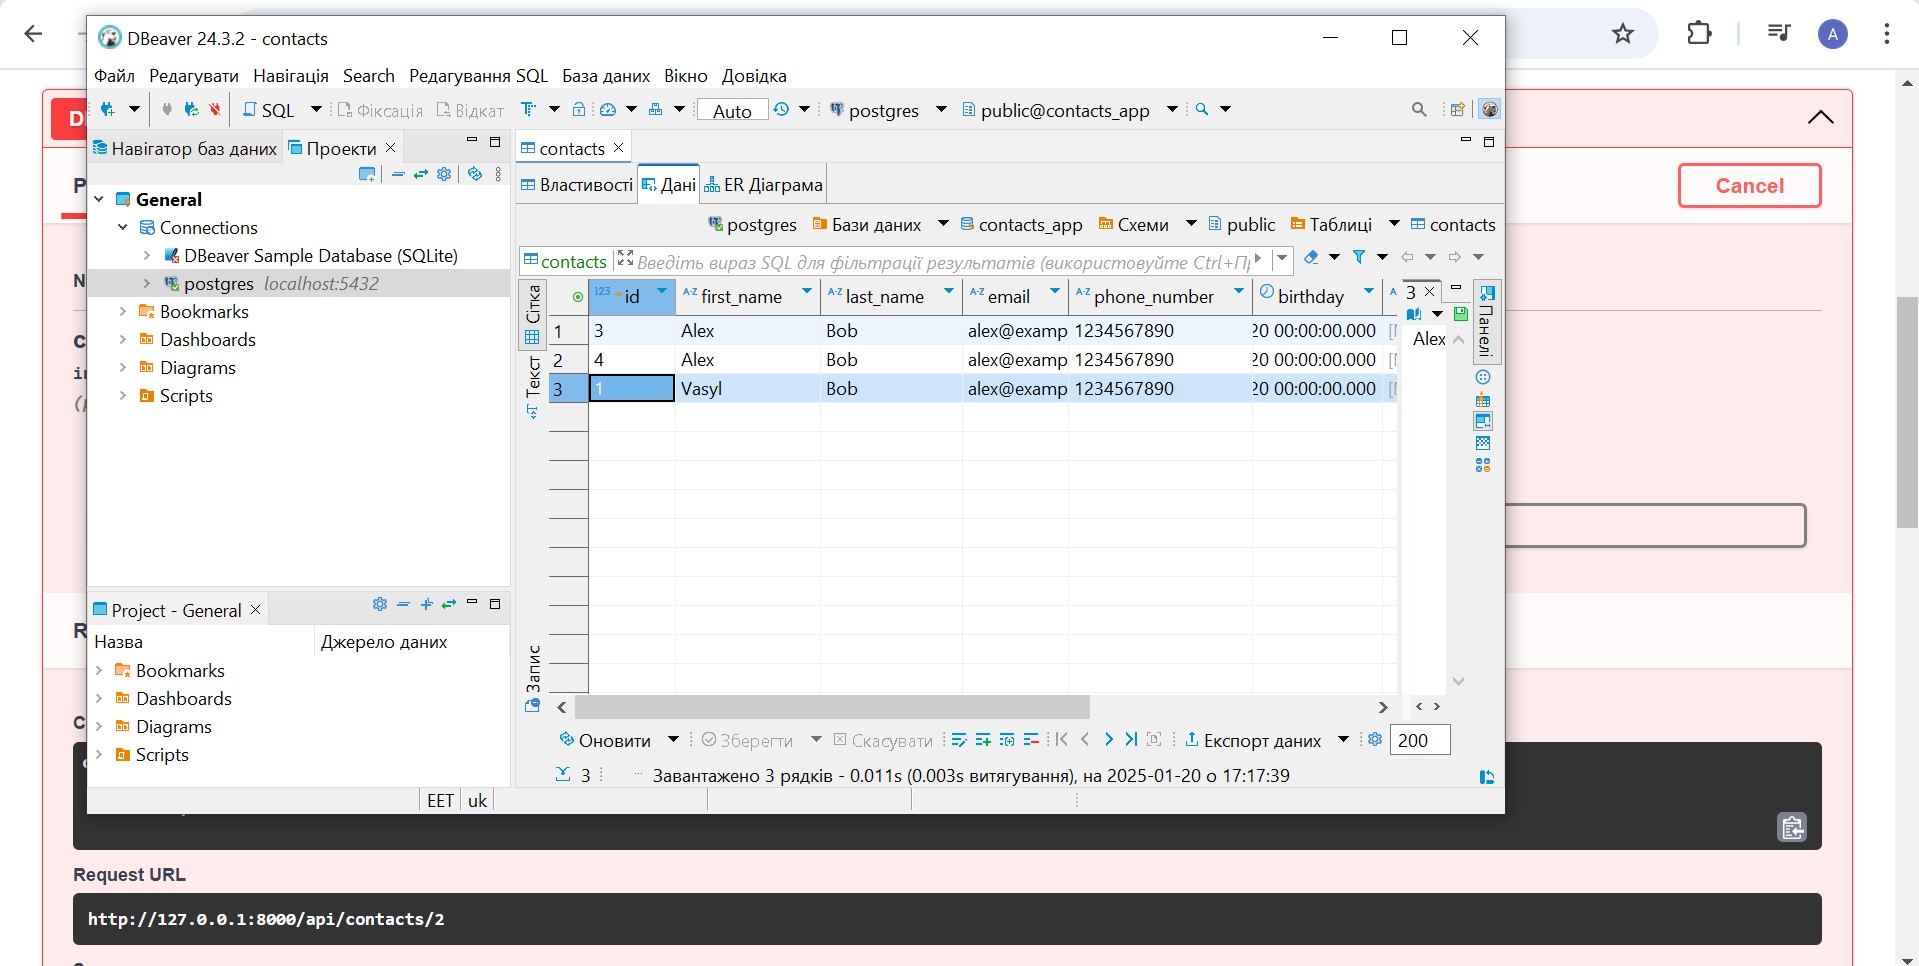 DBeaver 24.3.2 - contacts
A
Файл Редагувати Навігація Search Редагування SQL База даних Вікно Довідка
SQL Фіксація Відкат Auto postgres public@contacts_app
Навігатор баз даних Проекти
contacts
Властивості Дані ER Діаграма
Cancel
General
Connections
DBeaver Sample Database (SQLite)
postgres localhost:5432
Bookmarks
Dashboards
Diagrams
Scripts
postgres Бази даних contacts_app Схеми public Таблиці contacts
contacts Введіть вираз SQL для фільтрації результатів (використовуйте Ctrl+Пр
Сітка
Текст
Запис
123 id A-Z first_name A-Z last_name A-Z email A-Z phone_number birthday A
1 3 Alex Bob alex@examp 1234567890 20 00:00:00.000
2 4 Alex Bob alex@examp 1234567890 20 00:00:00.000
3 1 Vasyl Bob alex@examp 1234567890 20 00:00:00.000
3
Alex
Панелі
Project - General
Назва Джерело даних
Bookmarks
Dashboards
Diagrams
Scripts
Оновити Зберегти Скасувати Експорт даних 200
3 Завантажено 3 рядків - 0.011s (0.003s витягування), на 2025-01-20 о 17:17:39
EET uk
Request URL
http://127.0.0.1:8000/api/contacts/2